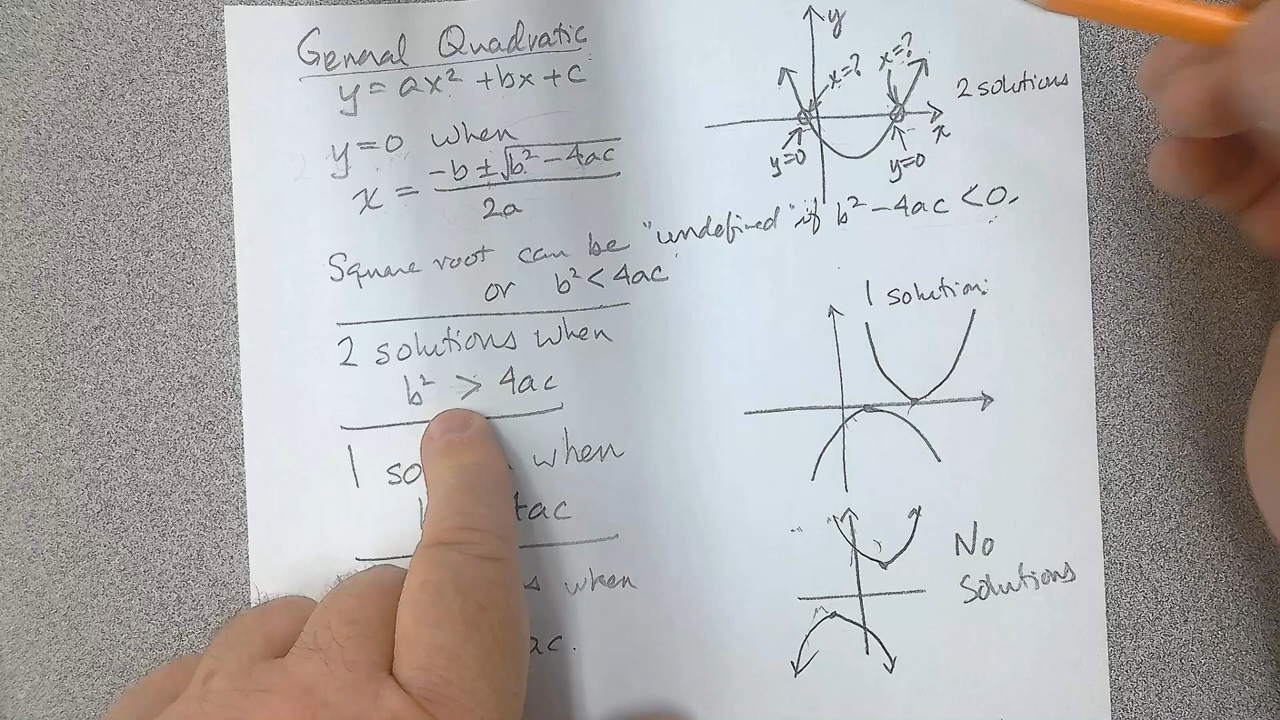 General Quadratic
y = ax² + bx + c
y=0 when
x = -b ± √b² - 4ac
2a
Square root can be "undefined" if b² - 4ac < 0.
or b² < 4ac
2 solutions when
b² > 4ac
1 so when
ac
when
ac.
y
x=?
x=?
2 solutions
x
y=0
y=0
1 solution:
No
Solutions